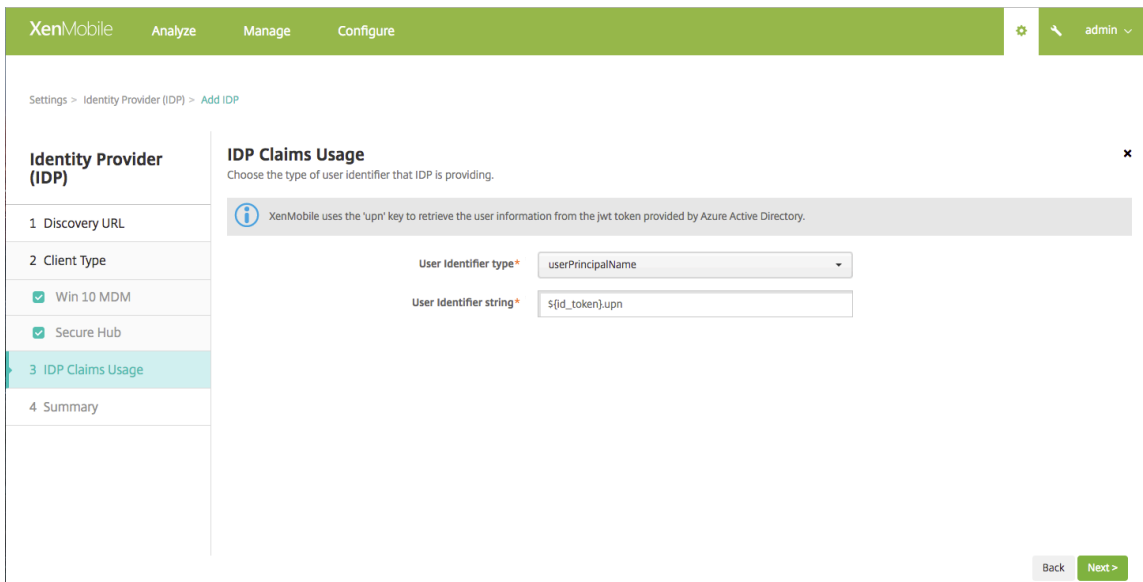 XenMobile Analyze Manage Configure admin
Settings > Identity Provider (IDP) > Add IDP
Identity Provider
(IDP)
1 Discovery URL
2 Client Type
Win 10 MDM
Secure Hub
3 IDP Claims Usage
4 Summary
IDP Claims Usage
Choose the type of user identifier that IDP is providing.
XenMobile uses the 'upn' key to retrieve the user information from the jwt token provided by Azure Active Directory.
User Identifier type* userPrincipalName
User Identifier string* ${id_token}.upn
Back Next >